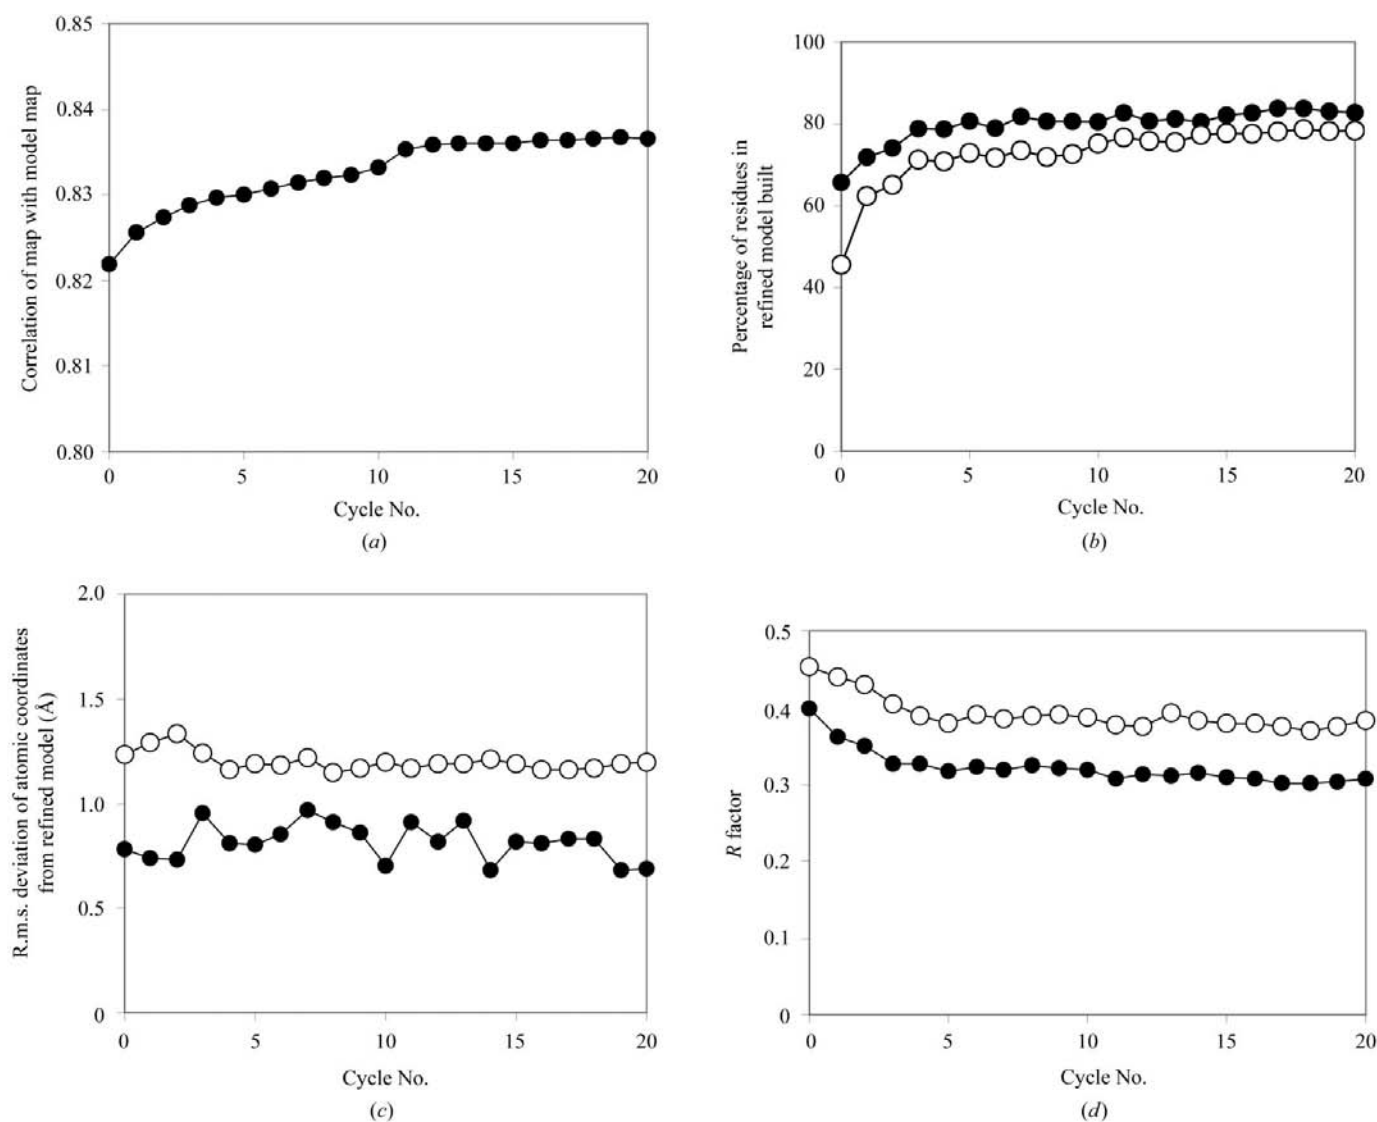 0.85
0.84
0.83
0.82
0.81
0.80
Correlation of map with model map
0 5 10 15 20
Cycle No.
(a)
100
80
60
40
20
0
Percentage of residues in
refined model built
0 5 10 15 20
Cycle No.
(b)
2.0
1.5
1.0
0.5
0
R.m.s. deviation of atomic coordinates
from refined model (Å)
0 5 10 15 20
Cycle No.
(c)
0.5
0.4
0.3
0.2
0.1
0
R factor
0 5 10 15 20
Cycle No.
(d)